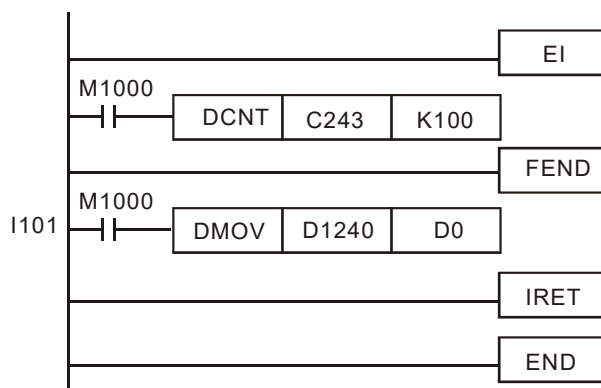 EI
M1000
DCNT C243 K100
FEND
M1000
I101 DMOV D1240 D0
IRET
END